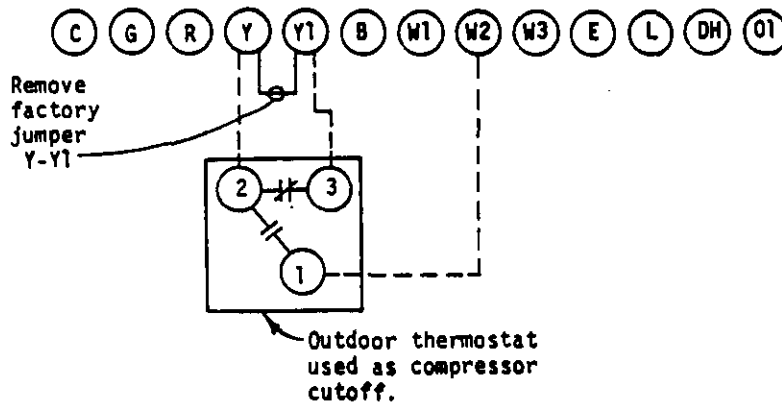 C G R Y Y1 B W1 W2 W3 E L DH O1
Remove
factory
jumper
Y-Y1
2 3
1
Outdoor thermostat
used as compressor
cutoff.